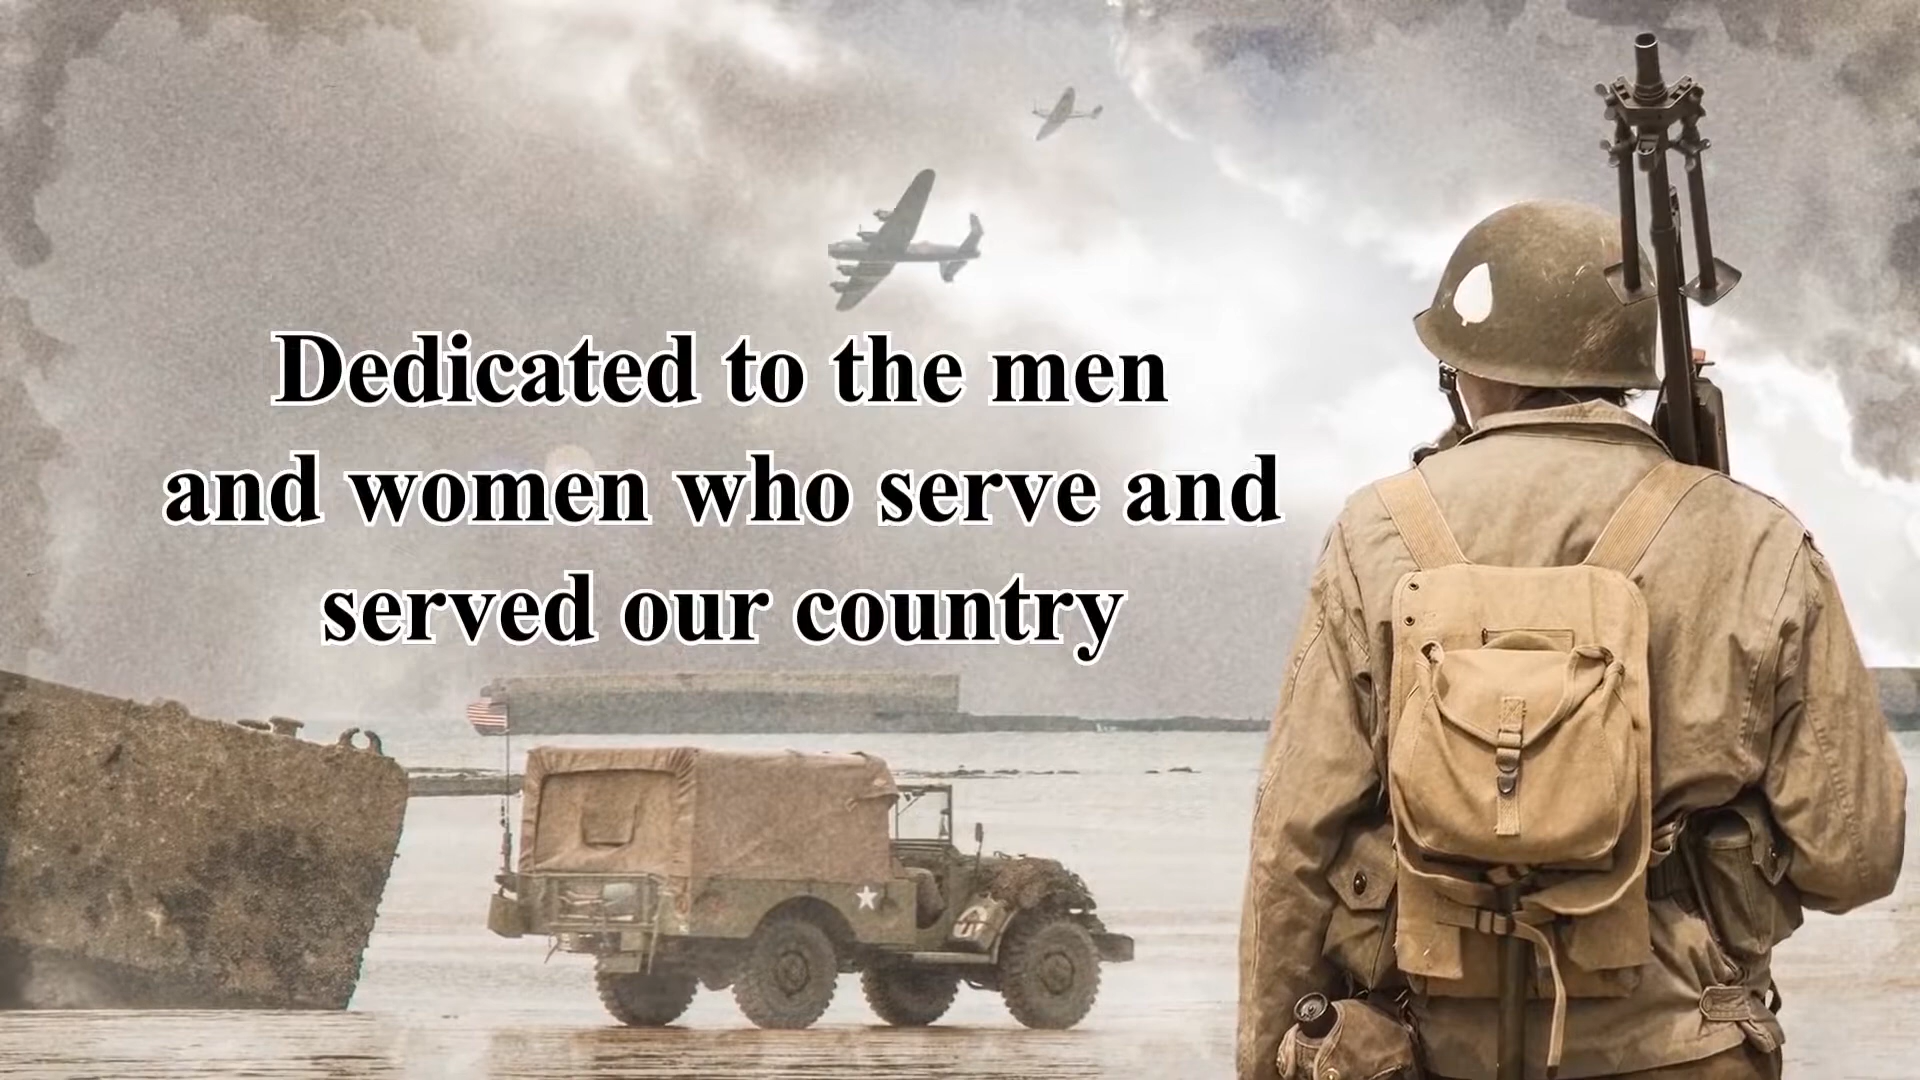 Dedicated to the men
and women who serve and
served our country